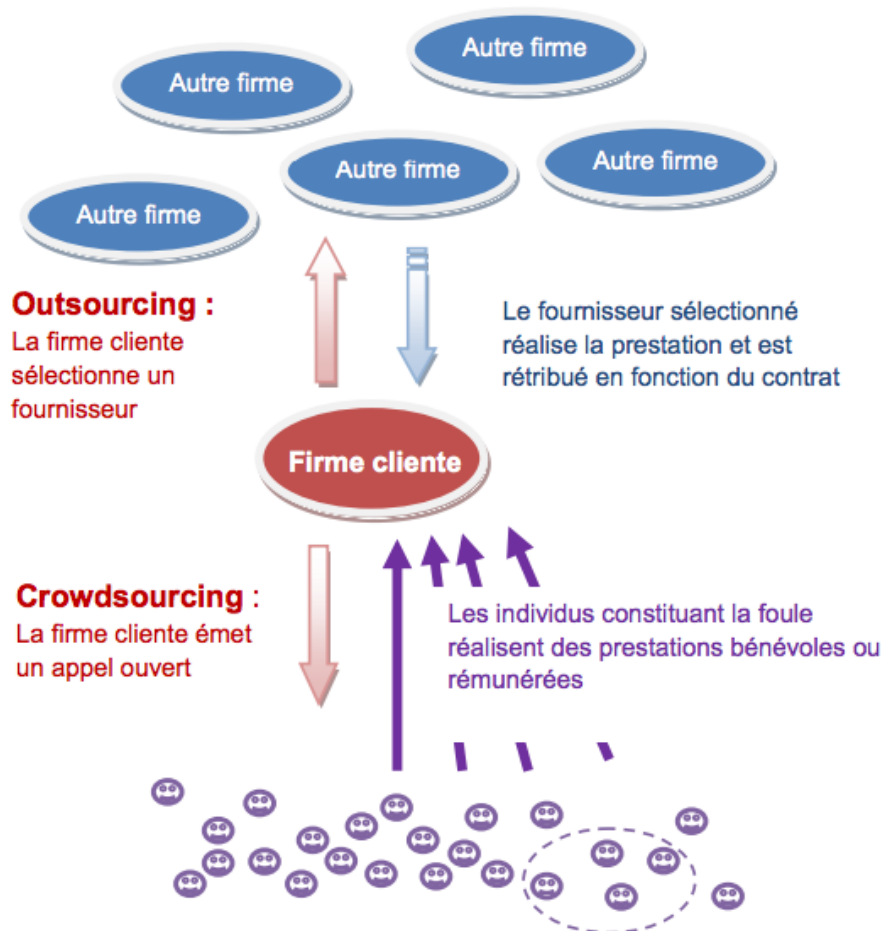 Autre firme
Autre firme
Autre firme
Autre firme
Autre firme
Outsourcing :
La firme cliente
sélectionne un
fournisseur
Le fournisseur sélectionné
réalise la prestation et est
rétribué en fonction du contrat
Firme cliente
Crowdsourcing :
La firme cliente émet
un appel ouvert
Les individus constituant la foule
réalisent des prestations bénévoles ou
rémunérées